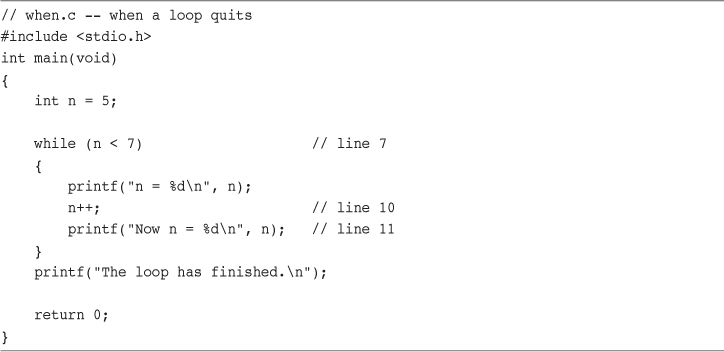 // when.c -- when a loop quits
#include <stdio.h>
int main(void)
{
    int n = 5;

    while (n < 7)                    // line 7
    {
        printf("n = %d\n", n);
        n++;                         // line 10
        printf("Now n = %d\n", n);   // line 11
    }
    printf("The loop has finished.\n");

    return 0;
}